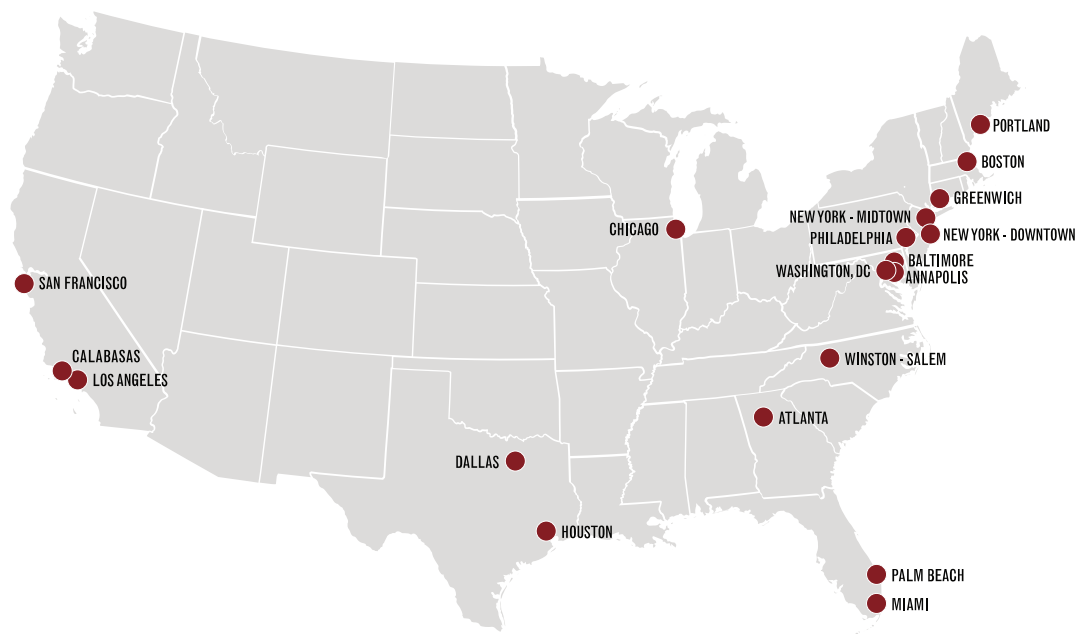 PORTLAND
BOSTON
GREENWICH
NEW YORK - MIDTOWN
NEW YORK - DOWNTOWN
PHILADELPHIA
CHICAGO
BALTIMORE
WASHINGTON, DC
ANNAPOLIS
SAN FRANCISCO
CALABASAS
LOS ANGELES
WINSTON - SALEM
ATLANTA
DALLAS
HOUSTON
PALM BEACH
MIAMI